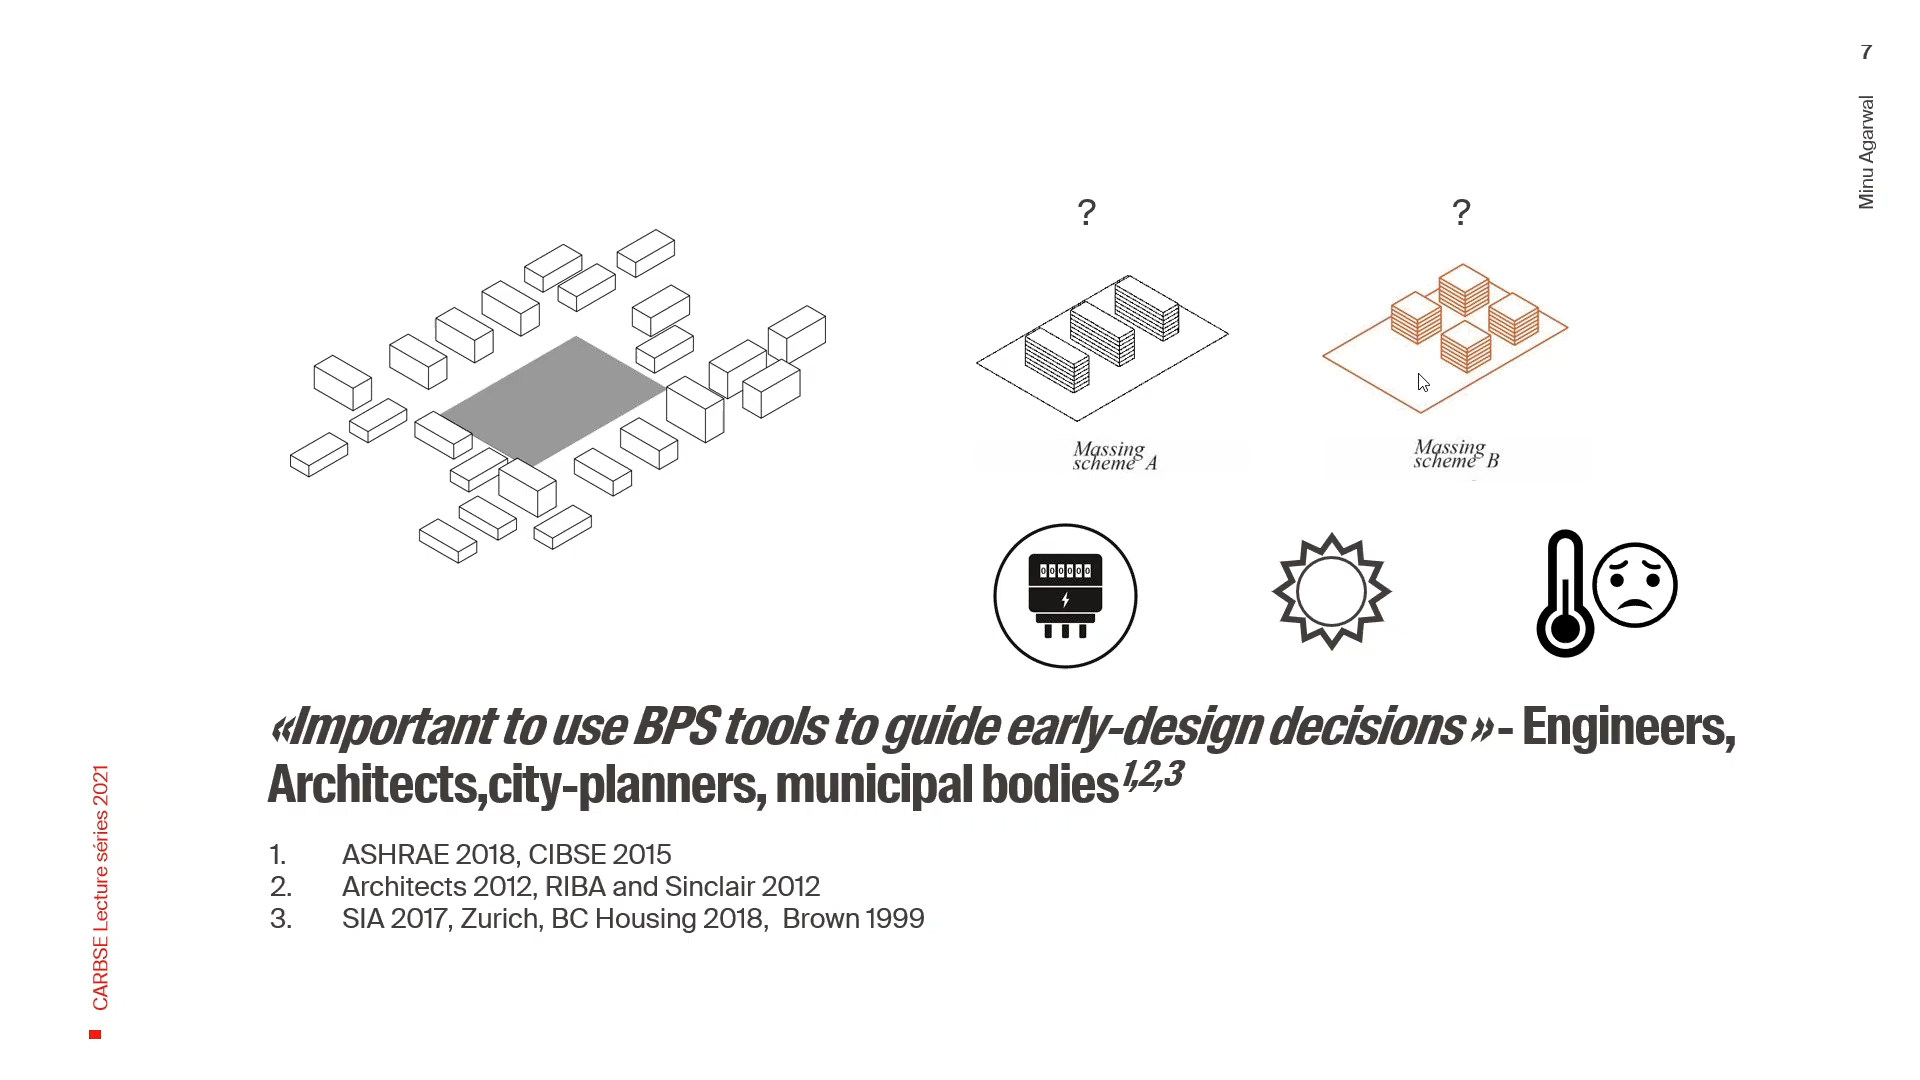 7
Minu Agarwal
?
?
Massing
scheme A
Massing
scheme B
000000
«Important to use BPS tools to guide early-design decisions » - Engineers,
Architects,city-planners, municipal bodies1,2,3
1. ASHRAE 2018, CIBSE 2015
2. Architects 2012, RIBA and Sinclair 2012
3. SIA 2017, Zurich, BC Housing 2018, Brown 1999
CARBSE Lecture séries 2021